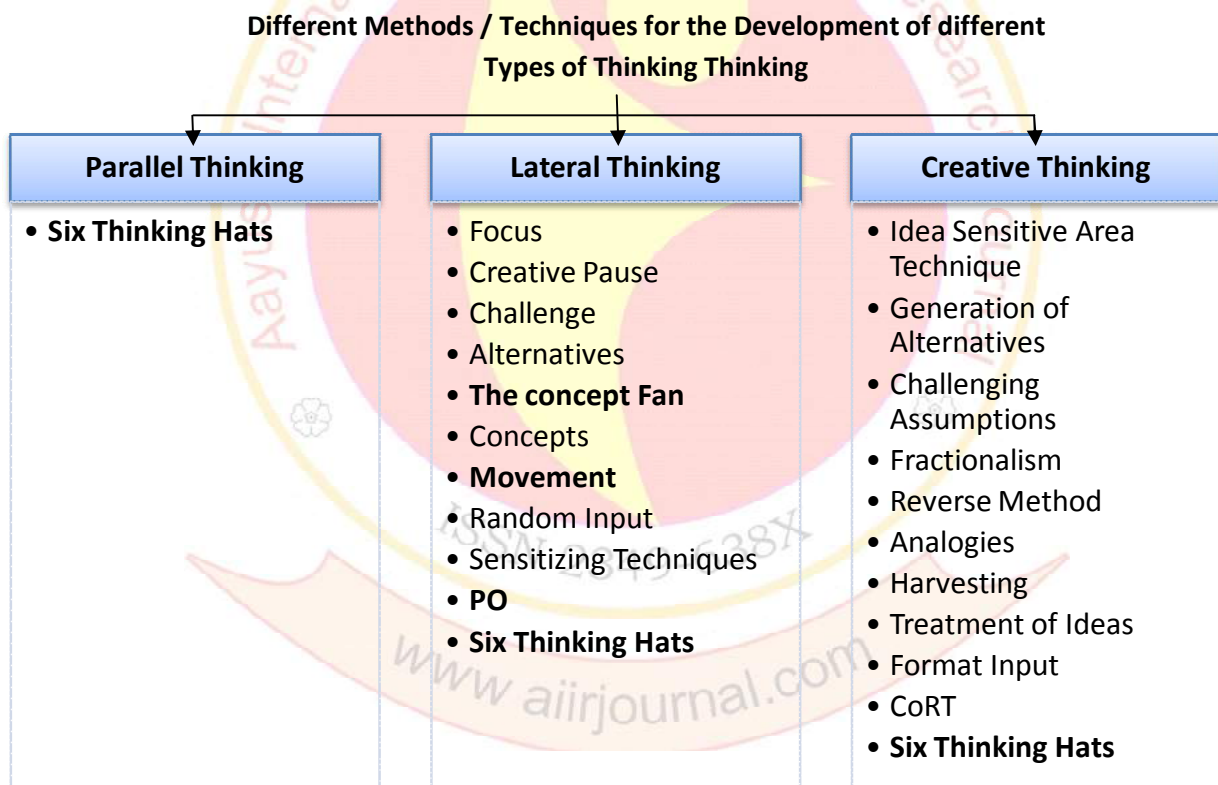 Different Methods / Techniques for the Development of different
Types of Thinking Thinking
Parallel Thinking
• Six Thinking Hats
Lateral Thinking
• Focus
• Creative Pause
• Challenge
• Alternatives
• The concept Fan
• Concepts
• Movement
• Random Input
• Sensitizing Techniques
• PO
• Six Thinking Hats
Creative Thinking
• Idea Sensitive Area
Technique
• Generation of
Alternatives
• Challenging
Assumptions
• Fractionalism
• Reverse Method
• Analogies
• Harvesting
• Treatment of Ideas
• Format Input
• CoRT
• Six Thinking Hats
ISSN 2349-638X
www aiirjournal.com